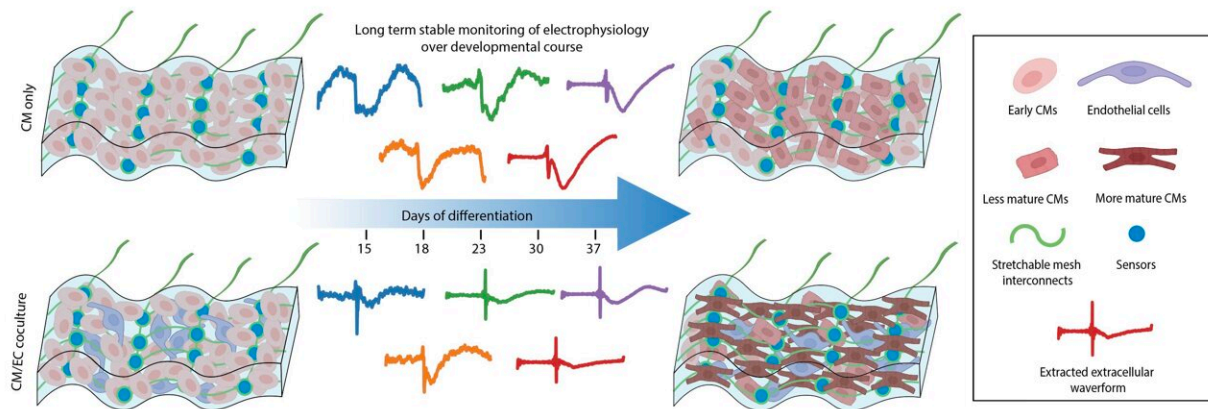 Long term stable monitoring of electrophysiology
over developmental course
CM only
Days of differentiation
15 18 23 30 37
CM/EC coculture
Early CMs
Endothelial cells
Less mature CMs
More mature CMs
Stretchable mesh
interconnects
Sensors
Extracted extracellular
waveform